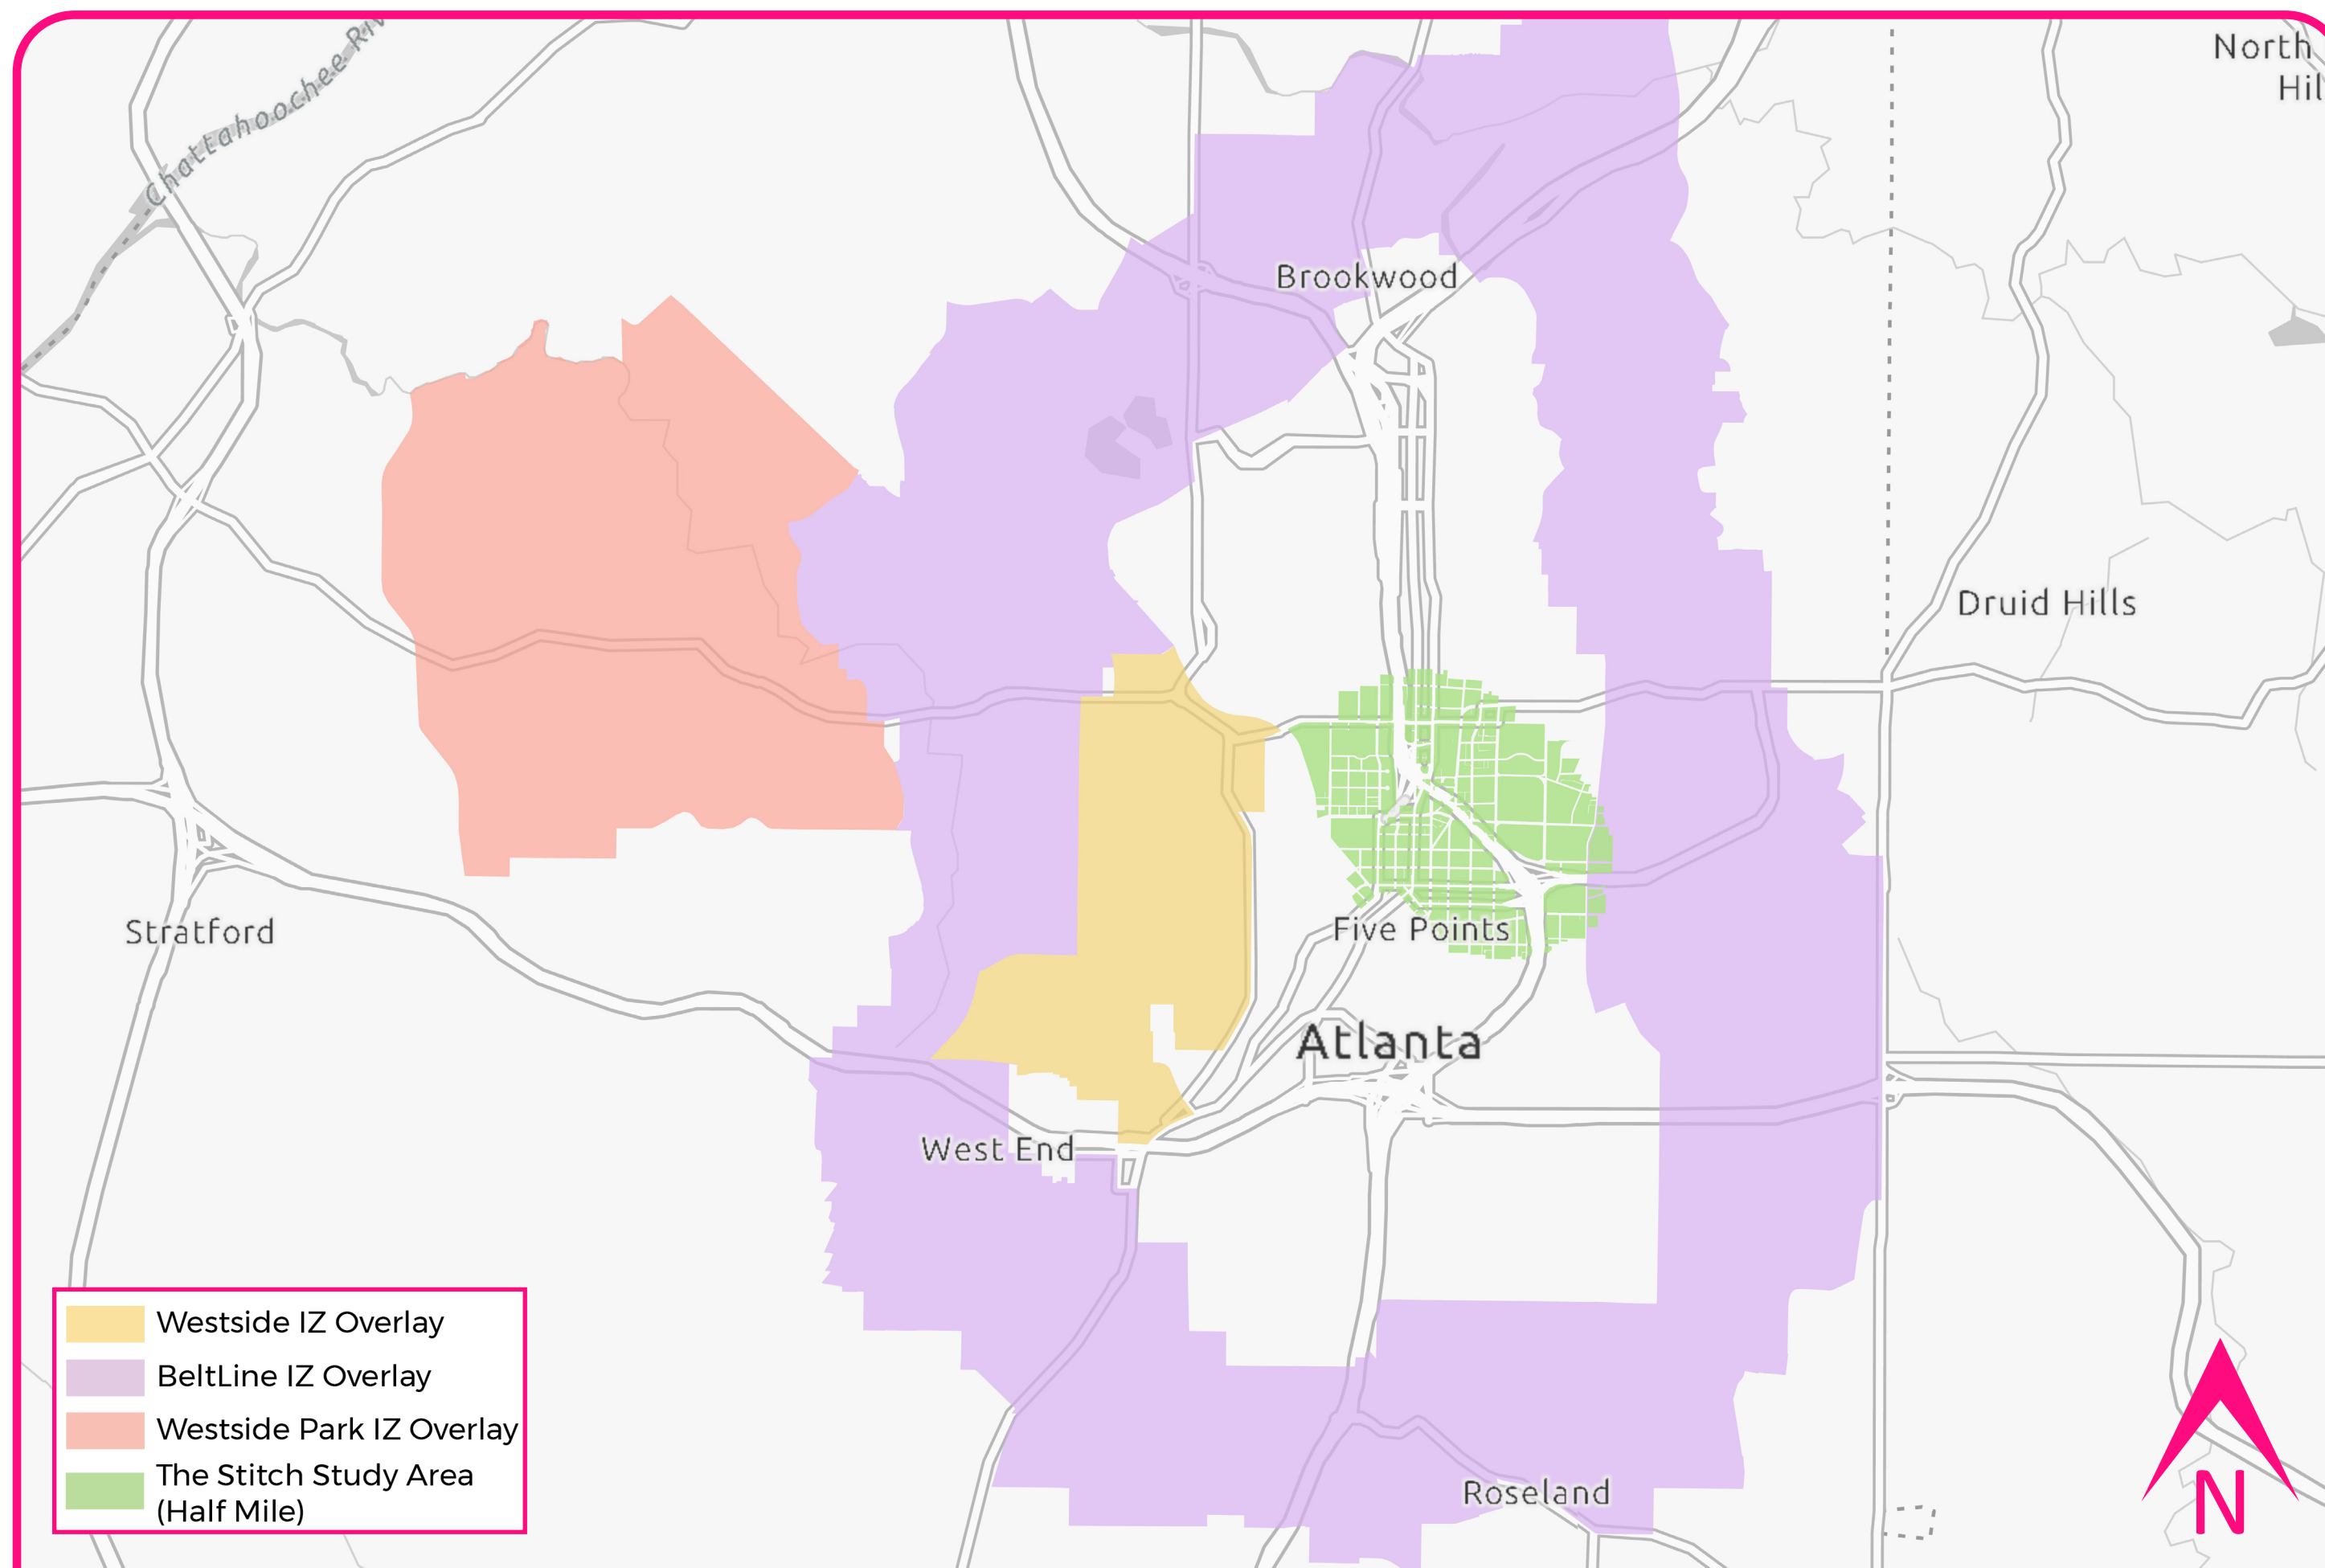 North
Hil
Chattahoochee Riv
Brookwood
Druid Hills
Stratford
Five Points
Atlanta
West End
Roseland
Westside IZ Overlay
BeltLine IZ Overlay
Westside Park IZ Overlay
The Stitch Study Area
(Half Mile)
N